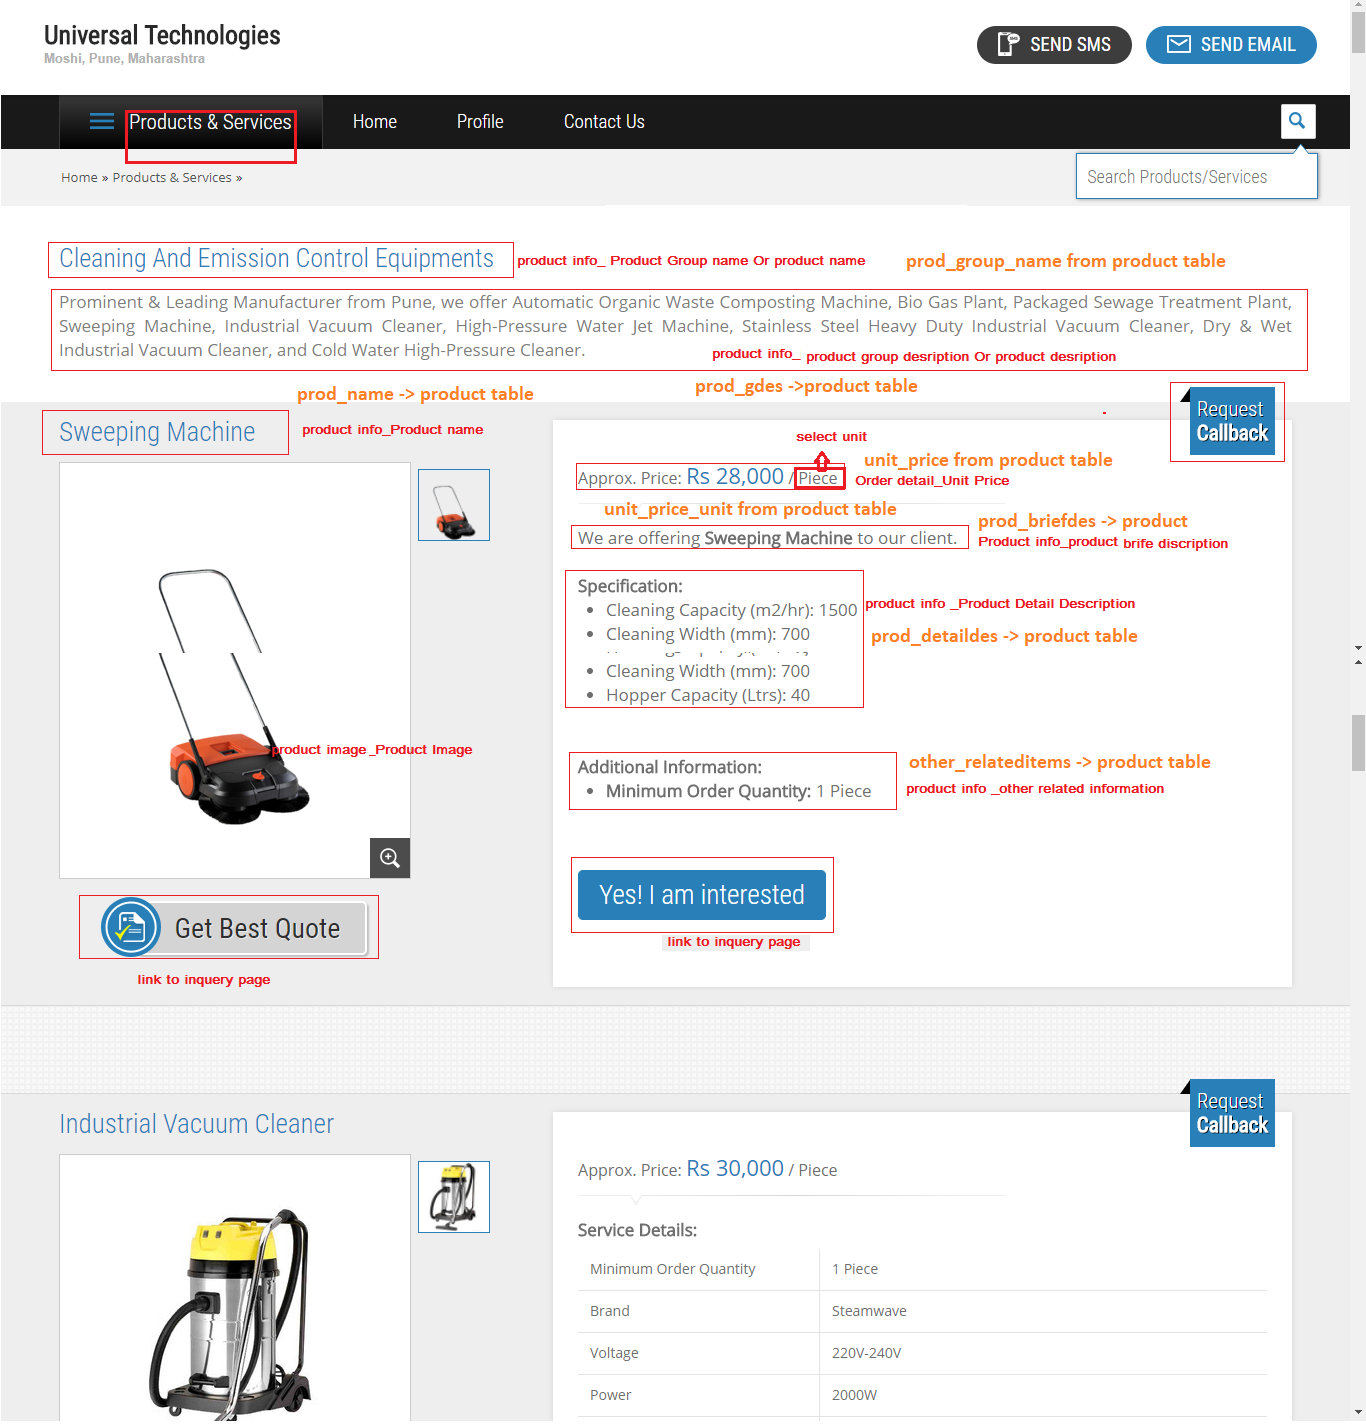 Universal Technologies
Moshi, Pune, Maharashtra
SMS
SEND SMS
SEND EMAIL
Products & Services
Home
Profile
Contact Us
Home » Products & Services »
Search Products/Services
Cleaning And Emission Control Equipments
product info_ Product Group name Or product name
prod_group_name from product table
Prominent & Leading Manufacturer from Pune, we offer Automatic Organic Waste Composting Machine, Bio Gas Plant, Packaged Sewage Treatment Plant,
Sweeping Machine, Industrial Vacuum Cleaner, High-Pressure Water Jet Machine, Stainless Steel Heavy Duty Industrial Vacuum Cleaner, Dry & Wet
Industrial Vacuum Cleaner, and Cold Water High-Pressure Cleaner.
product info_ product group desription Or product desription
prod_name -> product table
prod_gdes ->product table
Sweeping Machine
product info_Product name
Request
Callback
select unit
Approx. Price: Rs 28,000 / Piece
unit_price from product table
Order detail_Unit Price
unit_price_unit from product table
prod_briefdes -> product
We are offering Sweeping Machine to our client.
Product info_product brife discription
Specification:
• Cleaning Capacity (m2/hr): 1500
product info _Product Detail Description
• Cleaning Width (mm): 700
prod_detaildes -> product table
• Cleaning Width (mm): 700
• Hopper Capacity (Ltrs): 40
product image _Product Image
Additional Information:
other_relateditems -> product table
• Minimum Order Quantity: 1 Piece
product info _other related information
Yes! I am interested
link to inquery page
Get Best Quote
link to inquery page
Industrial Vacuum Cleaner
Request
Callback
Approx. Price: Rs 30,000 / Piece
Service Details:
Minimum Order Quantity 1 Piece
Brand Steamwave
Voltage 220V-240V
Power 2000W